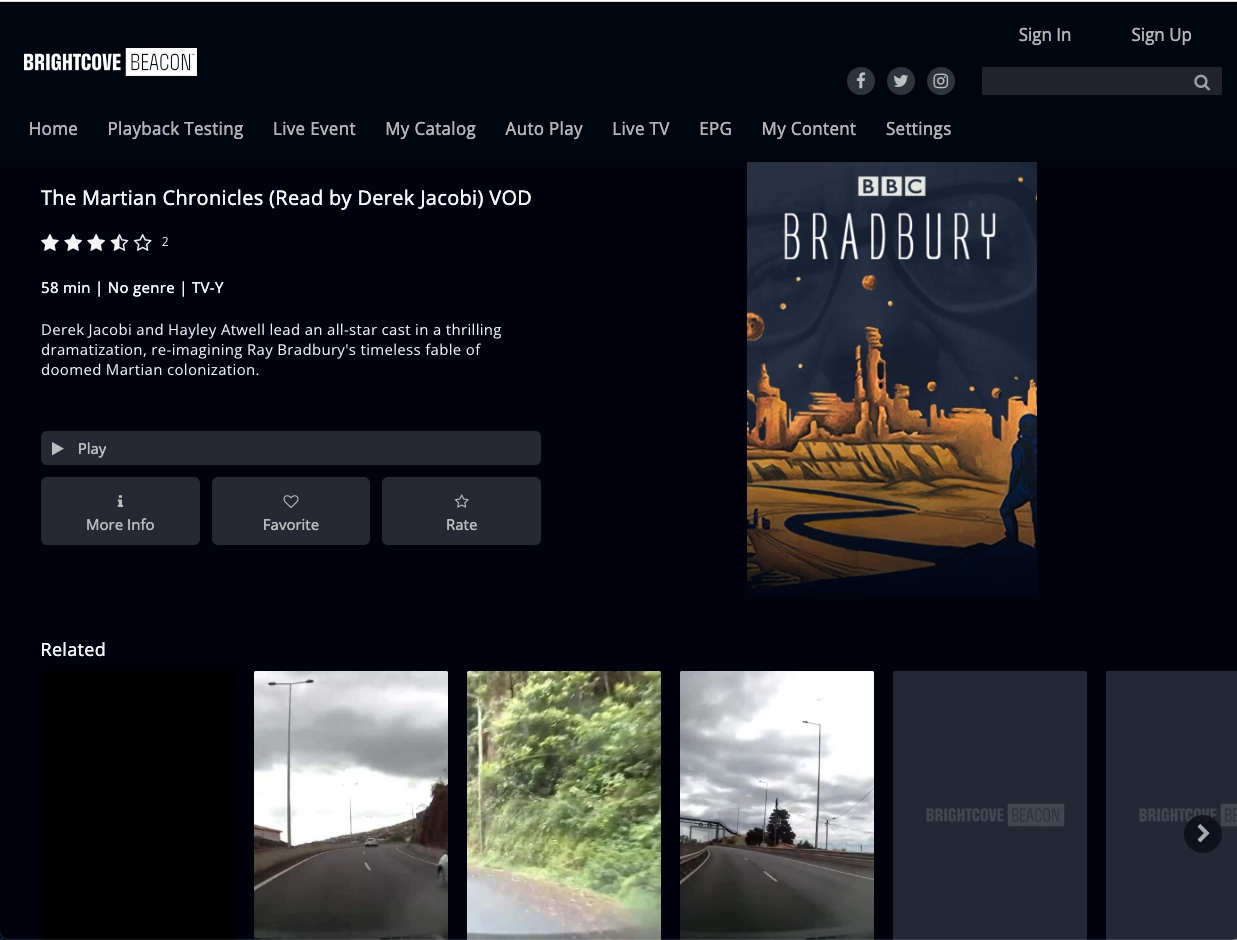 Sign In Sign Up
BRIGHTCOVE BEACON
Home Playback Testing Live Event My Catalog Auto Play Live TV EPG My Content Settings
The Martian Chronicles (Read by Derek Jacobi) VOD
2
58 min | No genre | TV-Y
Derek Jacobi and Hayley Atwell lead an all-star cast in a thrilling
dramatization, re-imagining Ray Bradbury's timeless fable of
doomed Martian colonization.
Play
More Info Favorite Rate
BBC
BRADBURY
Related
BRIGHTCOVE BEACON
BRIGHTCOVE BE